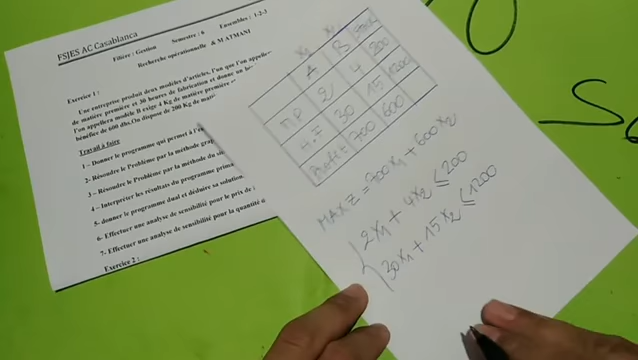 FSJES AC Casablanca
Filière : Gestion Semestre : 6 Ensembles : 1-2-3
Recherche opérationnelle & M ATMANI
Exercice 1 :
Une entreprise produit deux modèles d'articles, l'un que l'on appellera
de matière première et 30 heures de fabrication et donne un
l'on appellera modèle B exige 4 Kg de matière première
bénéfice de 600 dhs. On dispose de 200 Kg de
Travail à faire
1 – Donner le programme qui permet à l'
2- Résoudre le Problème par la méthode
3 – Résoudre le Problème par la méthode du
4 – Interpréter les résultats du programme
5- donner le programme dual et déduire sa solution
6- Effectuer une analyse de sensibilité pour le prix de
7- Effectuer une analyse de sensibilité pour la quantité
Exercice 2 :
x₁ x₂
A B
MP 2 4 200
H.F 30 15 1200
Profit 700 600
MAX Z = 700x₁ + 600x₂
2x₁ + 4x₂ ≤ 200
30x₁ + 15x₂ ≤ 1200